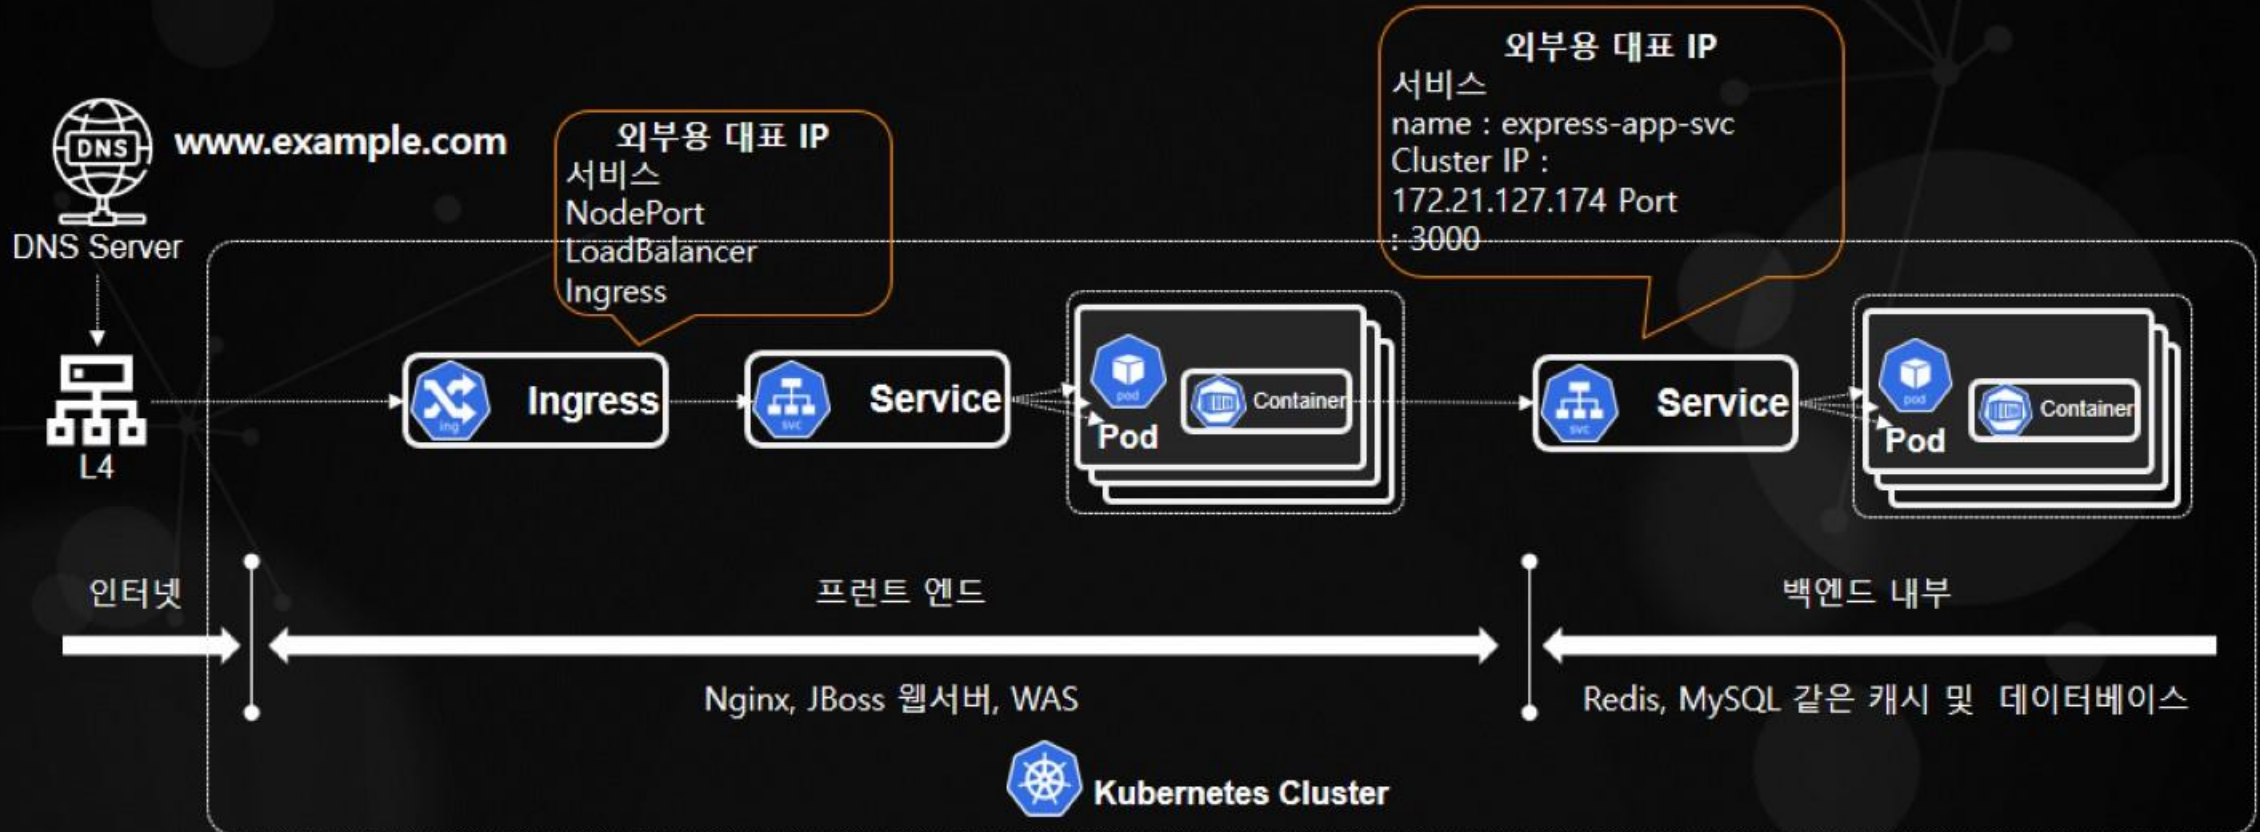 외부용 대표 IP
서비스
name : express-app-svc
Cluster IP :
172.21.127.174 Port
: 3000
DNS
www.example.com
외부용 대표 IP
서비스
NodePort
LoadBalancer
Ingress
DNS Server
L4
ing
Ingress
svc
Service
pod
Pod
Container
svc
Service
pod
Pod
Container
인터넷
프런트 엔드
백엔드 내부
Nginx, JBoss 웹서버, WAS
Redis, MySQL 같은 캐시 및 데이터베이스
Kubernetes Cluster